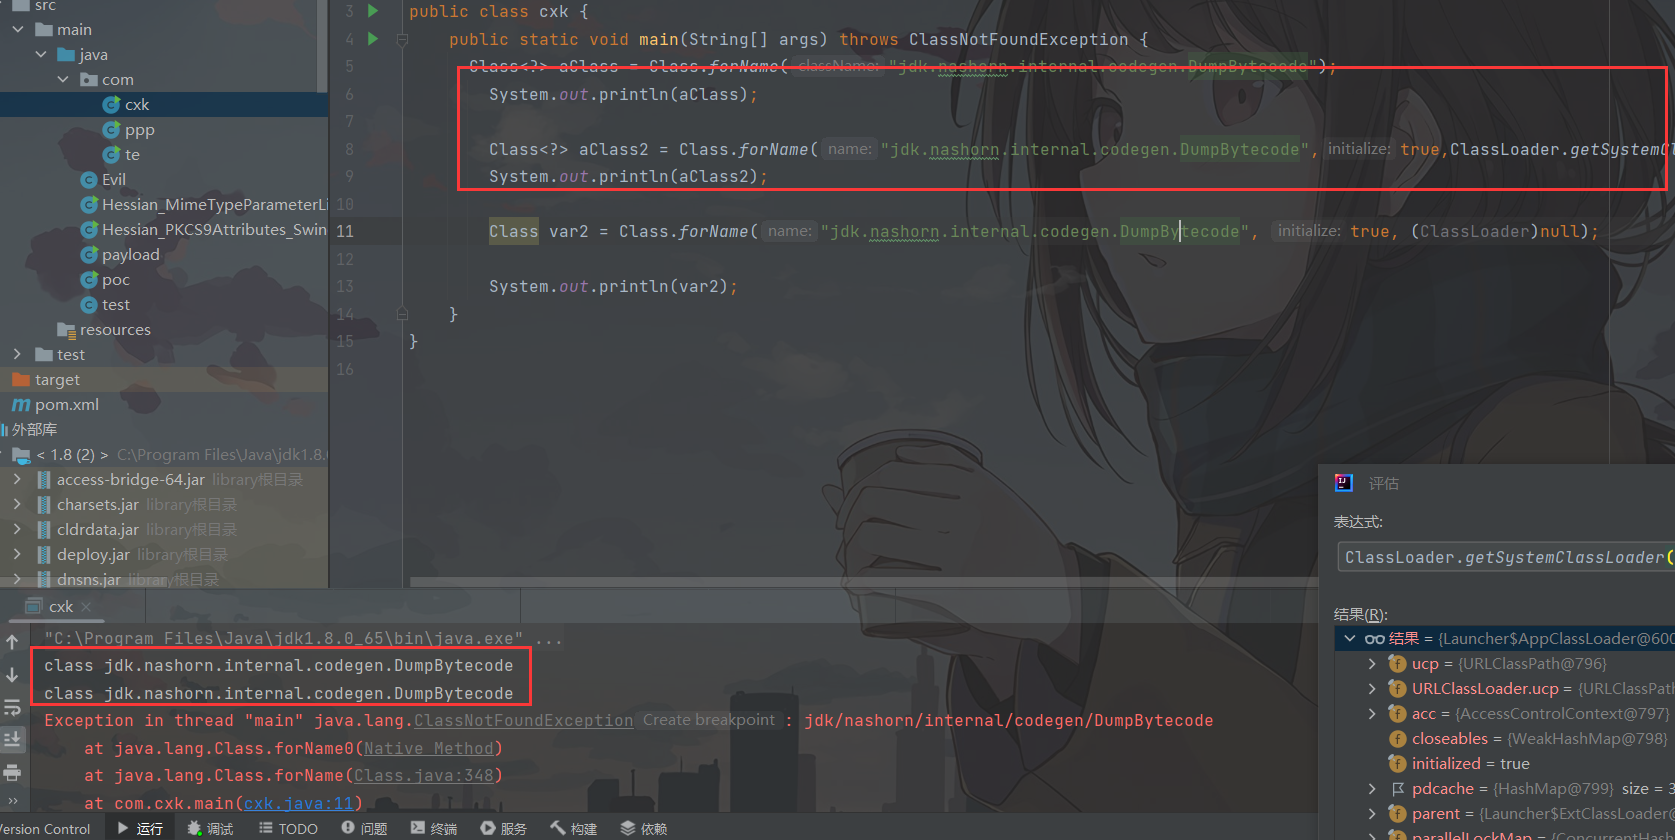 src
main
java
com
cxk
ppp
te
Evil
Hessian_MimeTypeParameterLi
Hessian_PKCS9Attributes_Swin
payload
poc
test
resources
test
target
pom.xml
外部库
< 1.8 (2) > C:\Program Files\Java\jdk1.8.0
access-bridge-64.jar library根目录
charsets.jar library根目录
cldrdata.jar library根目录
deploy.jar library根目录
dnsns.jar library根目录
3 public class cxk {
4 public static void main(String[] args) throws ClassNotFoundException {
5 Class<?> aClass = Class.forName( className: "jdk.nashorn.internal.codegen.DumpBytecode");
6 System.out.println(aClass);
7
8 Class<?> aClass2 = Class.forName( name: "jdk.nashorn.internal.codegen.DumpBytecode", initialize: true,ClassLoader.getSystemCl
9 System.out.println(aClass2);
10
11 Class var2 = Class.forName( name: "jdk.nashorn.internal.codegen.DumpBytecode", initialize: true, (ClassLoader)null);
12
13 System.out.println(var2);
14 }
15 }
16
评估
表达式:
ClassLoader.getSystemClassLoader(
结果(R):
结果 = {Launcher$AppClassLoader@600
ucp = {URLClassPath@796}
URLClassLoader.ucp = {URLClassPath
acc = {AccessControlContext@797}
closeables = {WeakHashMap@798}
initialized = true
pdcache = {HashMap@799} size = 3
parent = {Launcher$ExtClassLoader@
parallelLockMap = {ConcurrentHash
cxk
"C:\Program Files\Java\jdk1.8.0_65\bin\java.exe" ...
class jdk.nashorn.internal.codegen.DumpBytecode
class jdk.nashorn.internal.codegen.DumpBytecode
Exception in thread "main" java.lang.ClassNotFoundException Create breakpoint : jdk/nashorn/internal/codegen/DumpBytecode
at java.lang.Class.forName0(Native Method)
at java.lang.Class.forName(Class.java:348)
at com.cxk.main(cxk.java:11)
Version Control 运行 调试 TODO 问题 终端 服务 构建 依赖